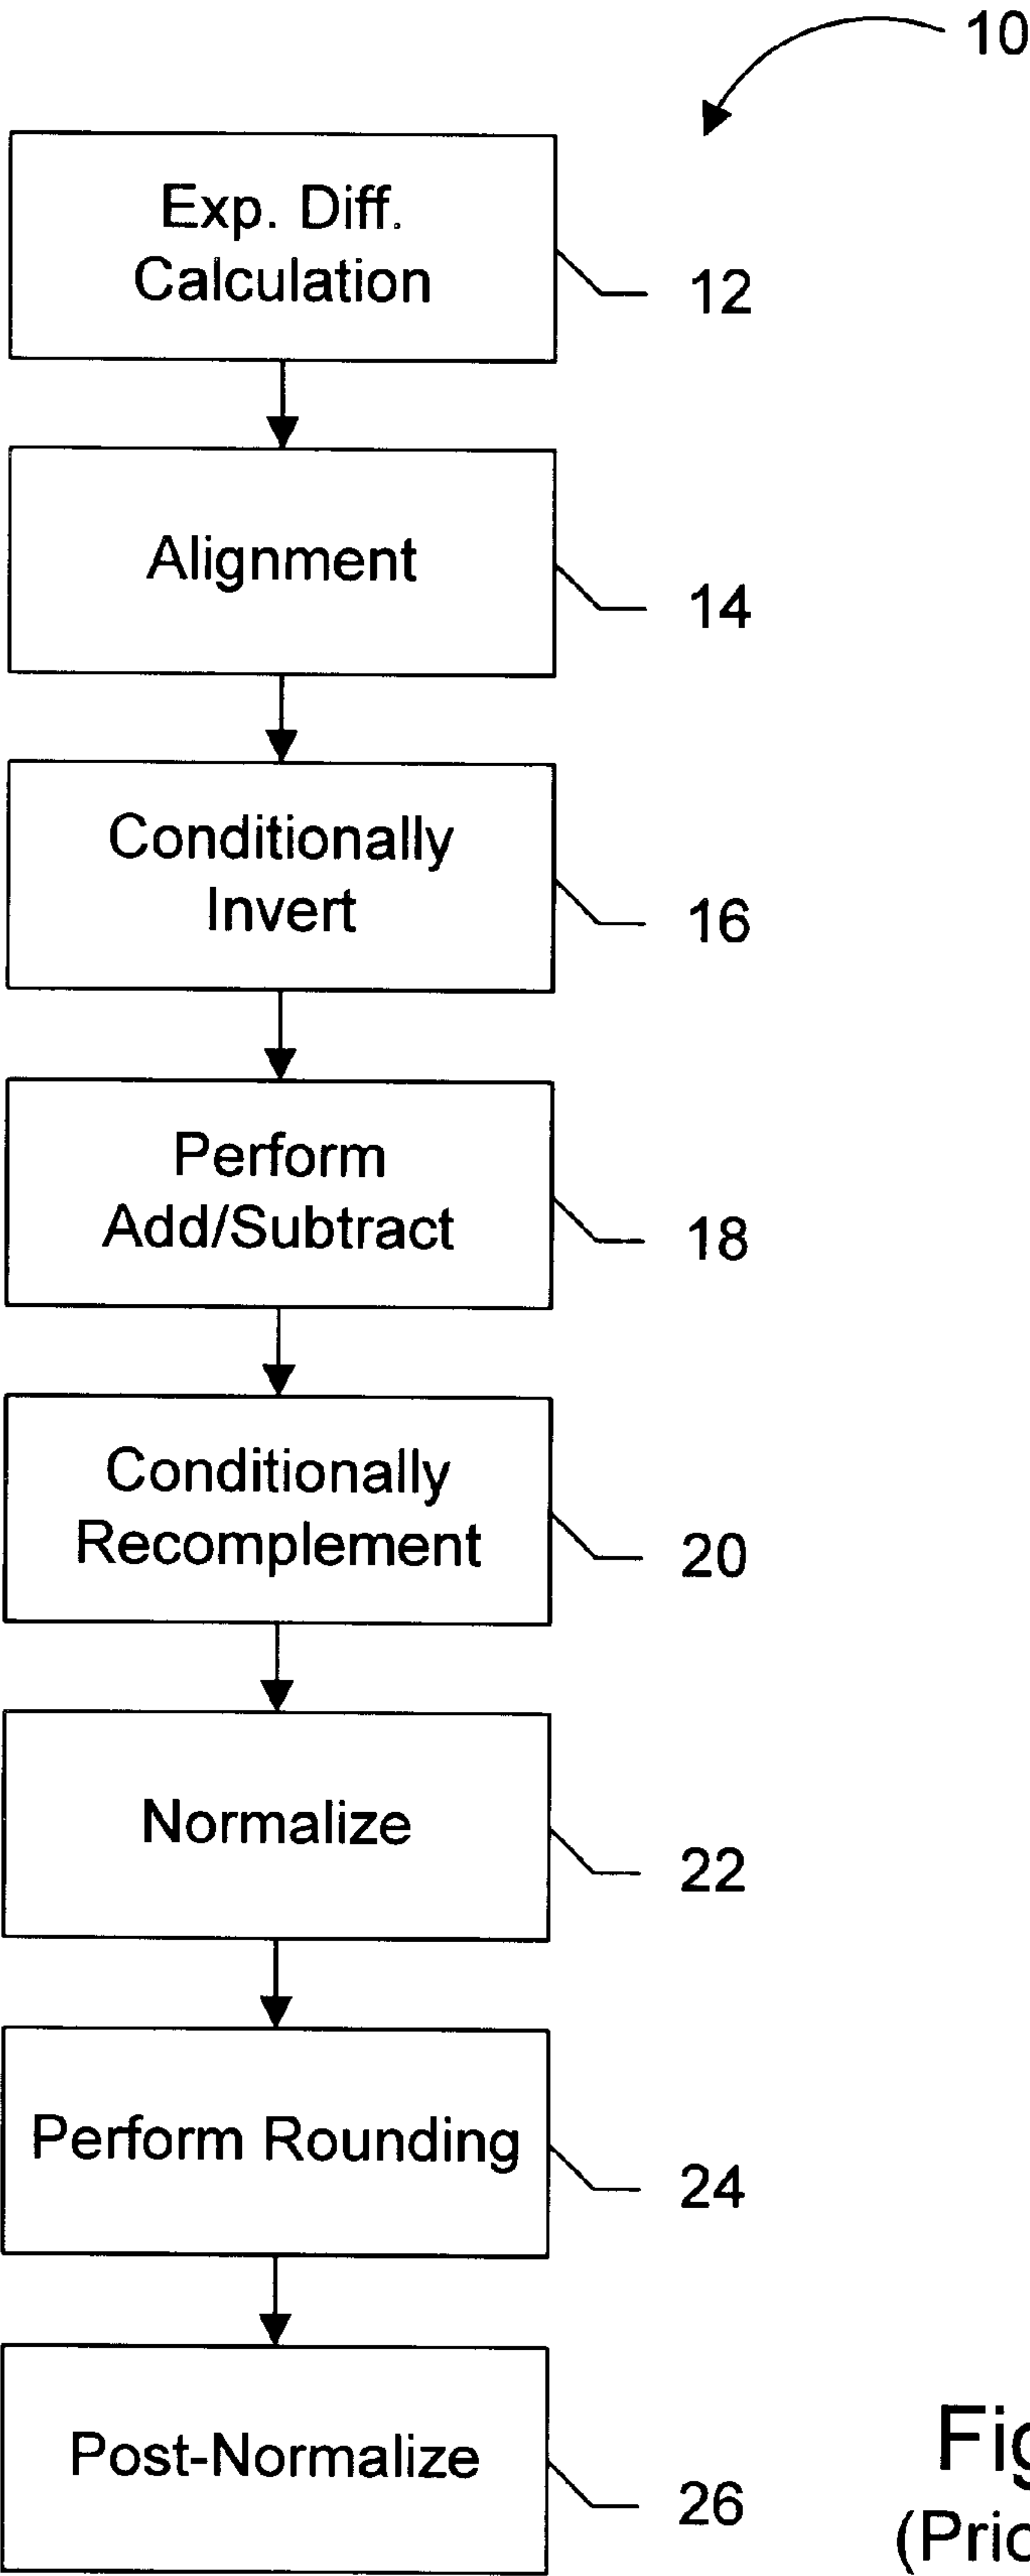 10
Exp. Diff.
Calculation
12
Alignment
14
Conditionally
Invert
16
Perform
Add/Subtract
18
Conditionally
Recomplement
20
Normalize
22
Perform Rounding
24
Post-Normalize
26